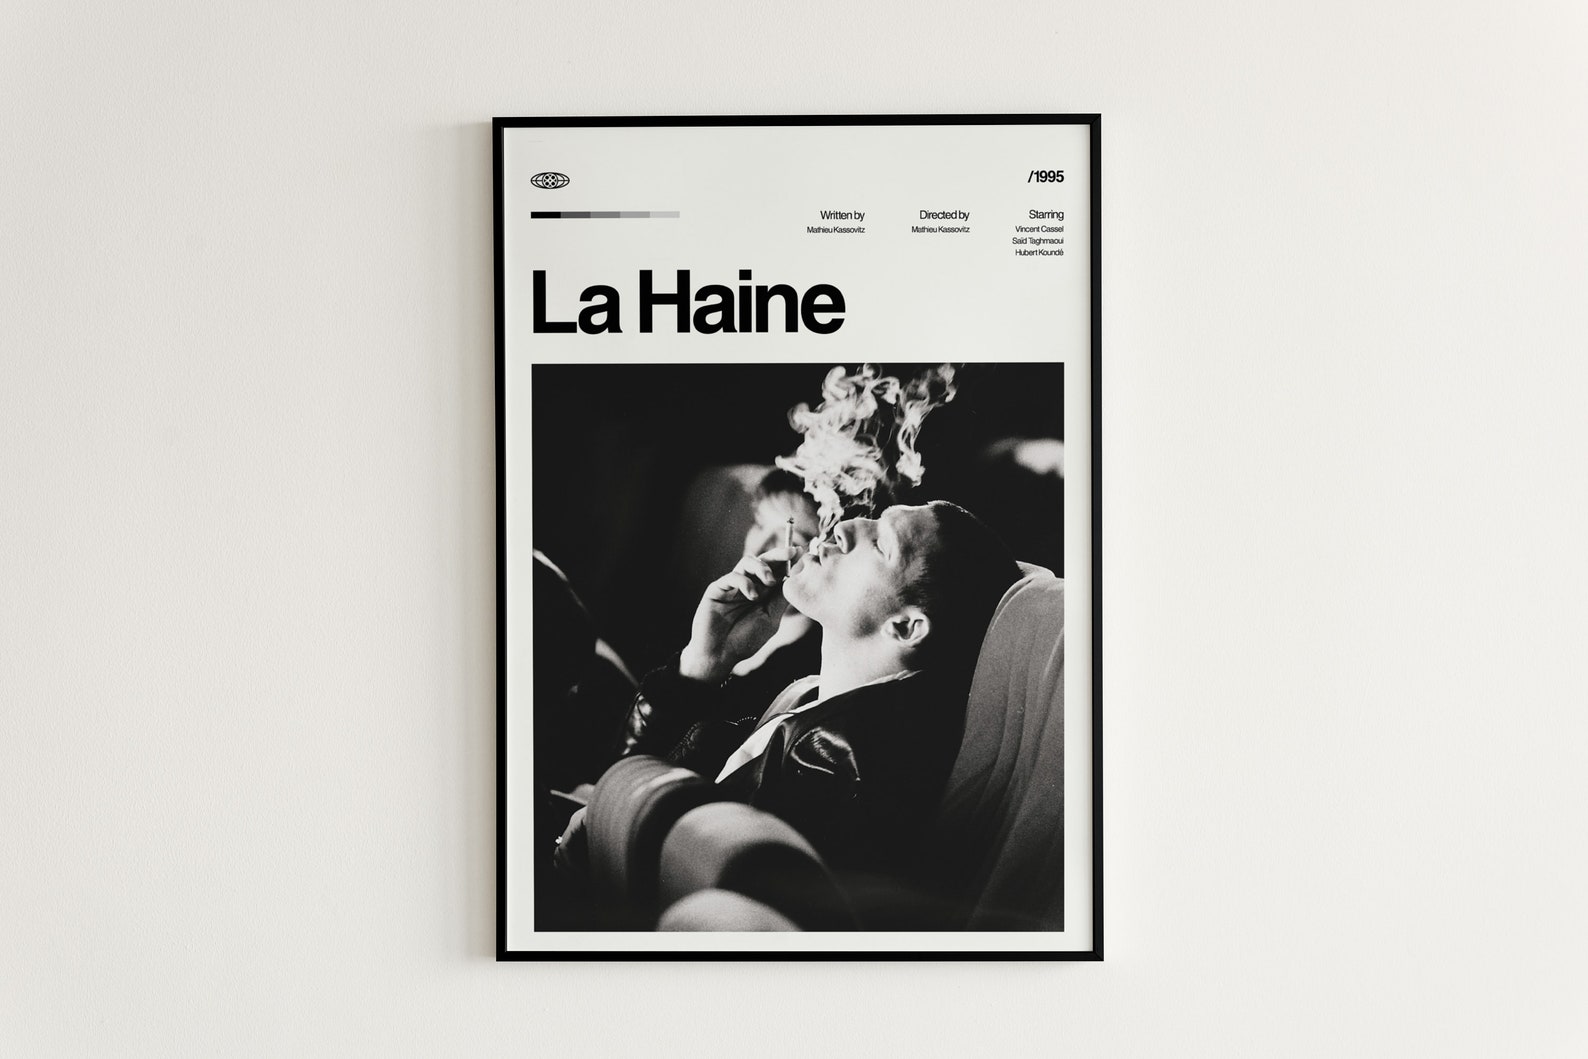 /1995
Written by
Mathieu Kassovitz
Directed by
Mathieu Kassovitz
Starring
Vincent Cassel
Saïd Taghmaoui
Hubert Koundé
La Haine